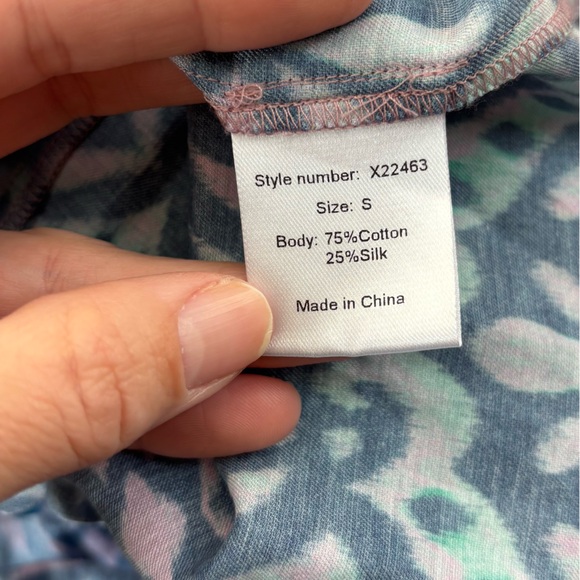 Style number: X22463
Size: S
Body: 75%Cotton
25%Silk
Made in China